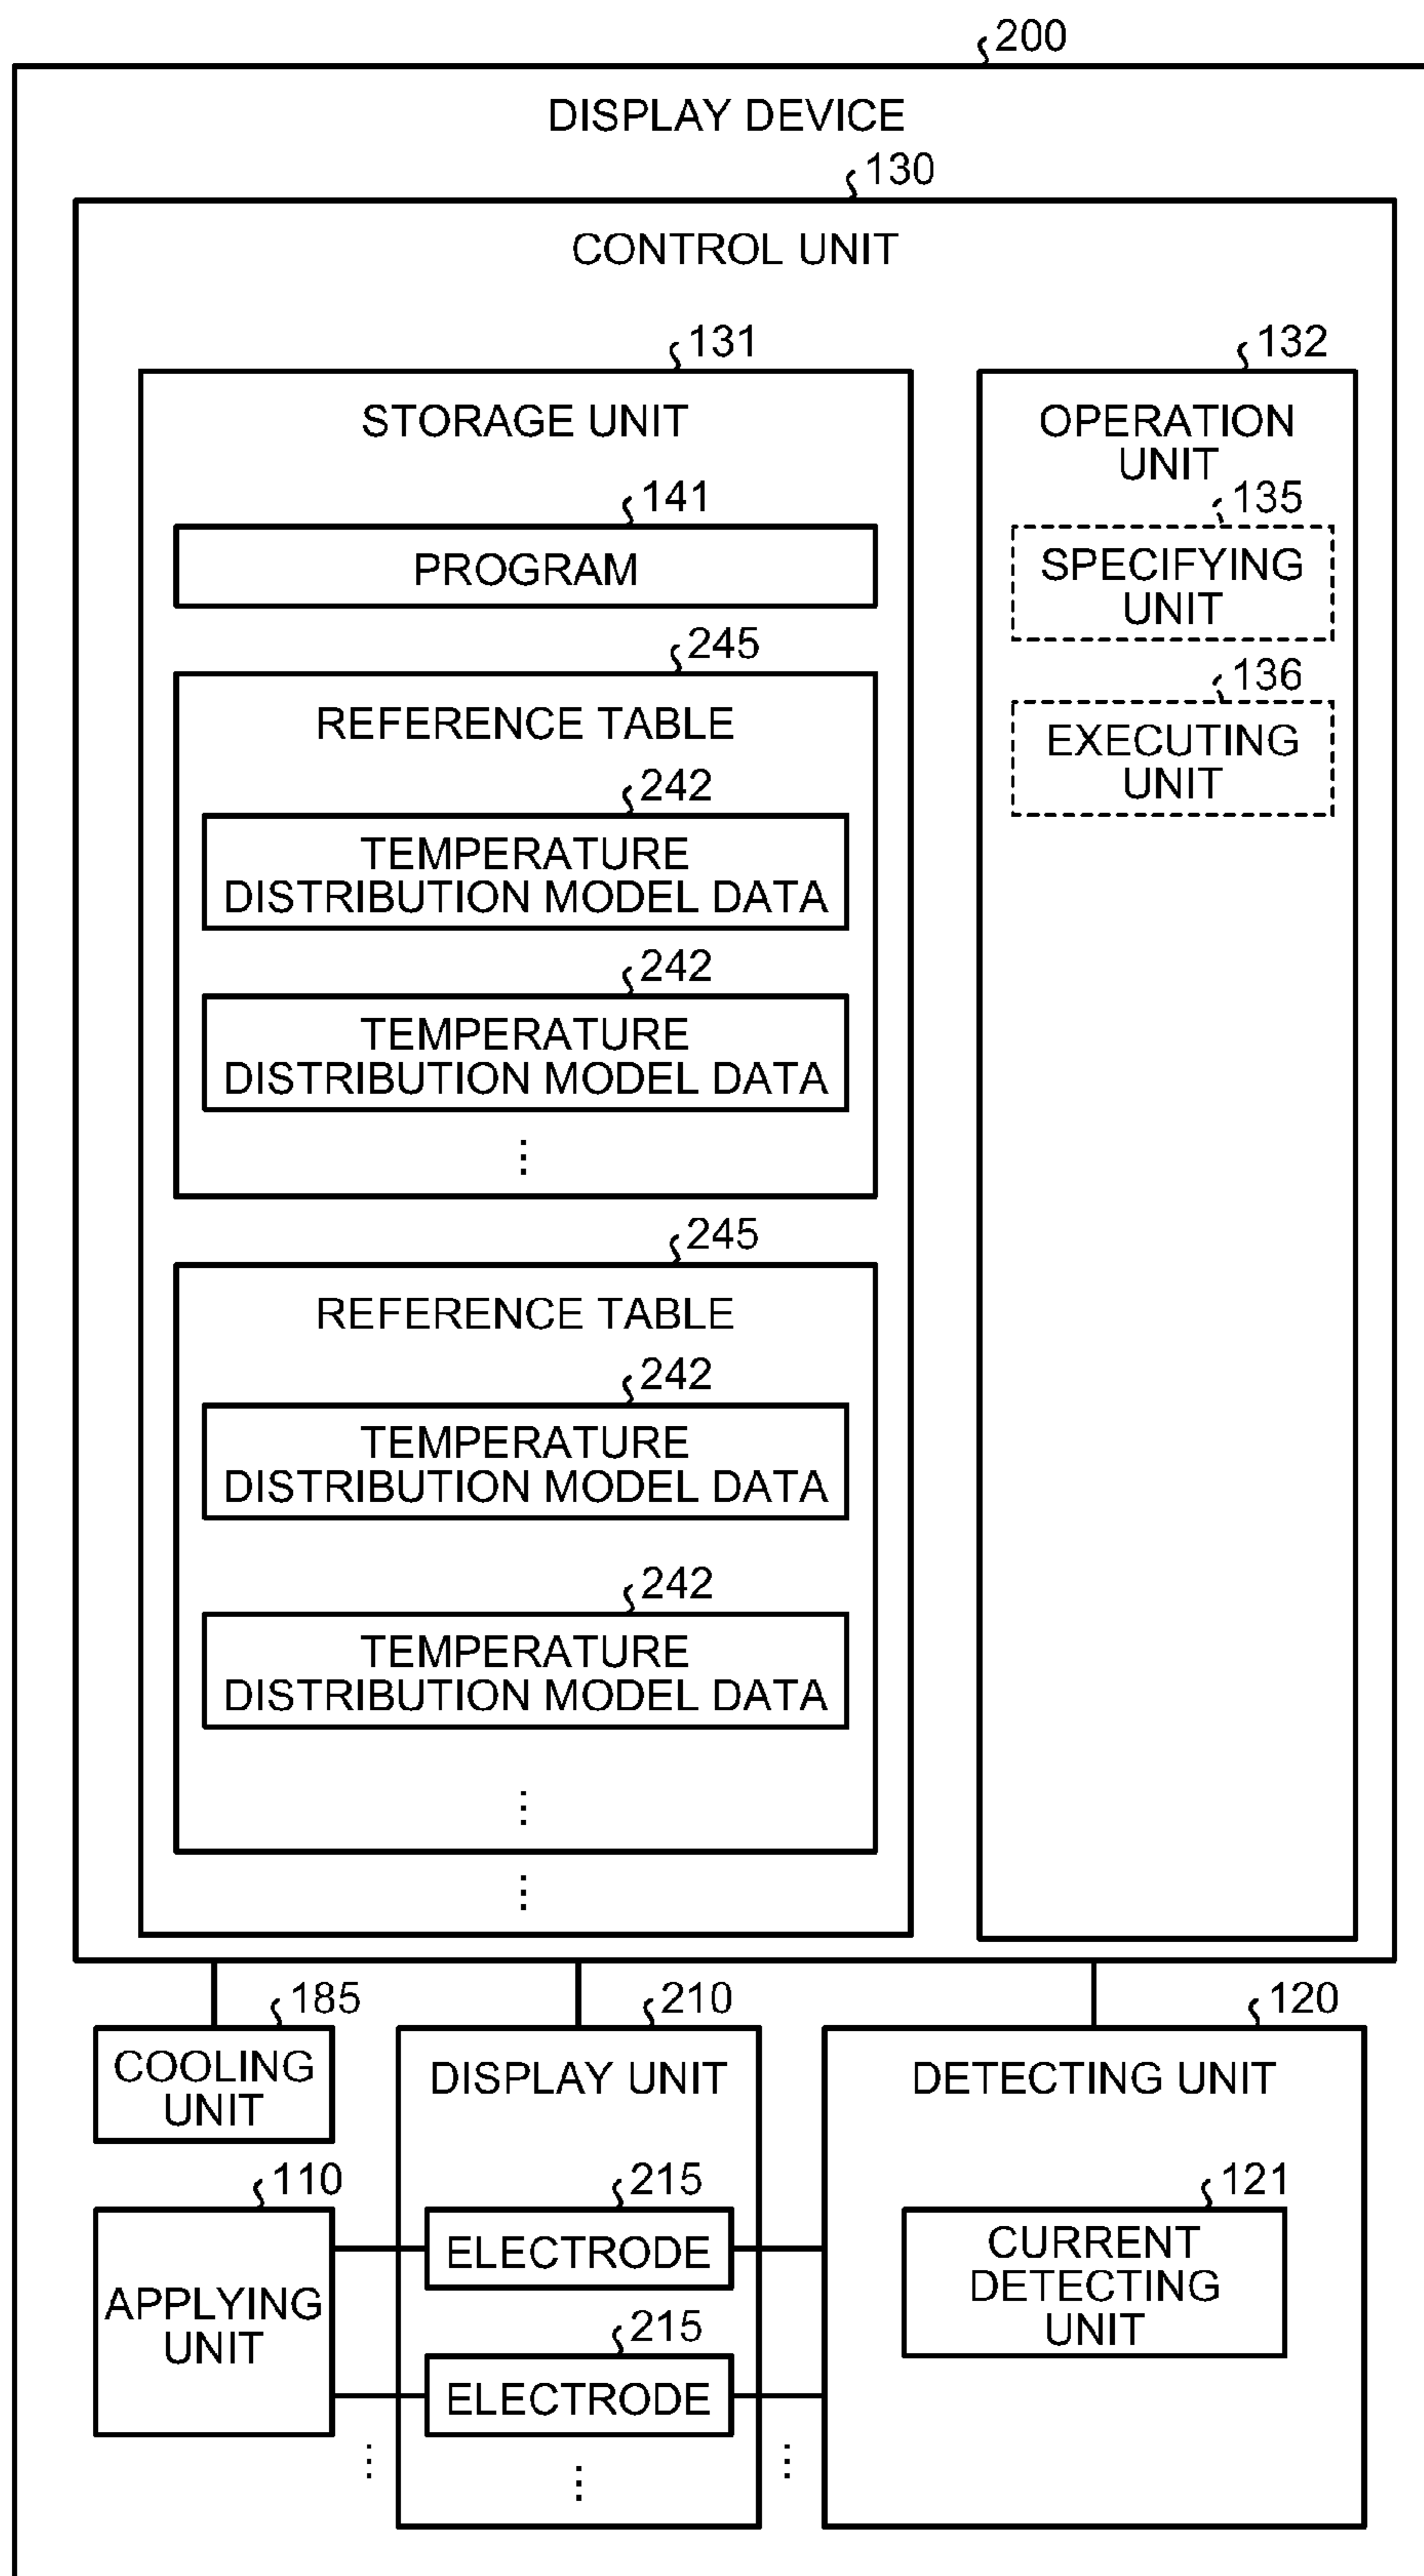 200
DISPLAY DEVICE
130
CONTROL UNIT
131
STORAGE UNIT
141
PROGRAM
245
REFERENCE TABLE
242
TEMPERATURE
DISTRIBUTION MODEL DATA
242
TEMPERATURE
DISTRIBUTION MODEL DATA
⋮
245
REFERENCE TABLE
242
TEMPERATURE
DISTRIBUTION MODEL DATA
242
TEMPERATURE
DISTRIBUTION MODEL DATA
⋮
⋮
132
OPERATION
UNIT
135
SPECIFYING
UNIT
136
EXECUTING
UNIT
185
COOLING
UNIT
110
APPLYING
UNIT
⋮
210
DISPLAY UNIT
215
ELECTRODE
215
ELECTRODE
⋮
⋮
120
DETECTING UNIT
121
CURRENT
DETECTING
UNIT